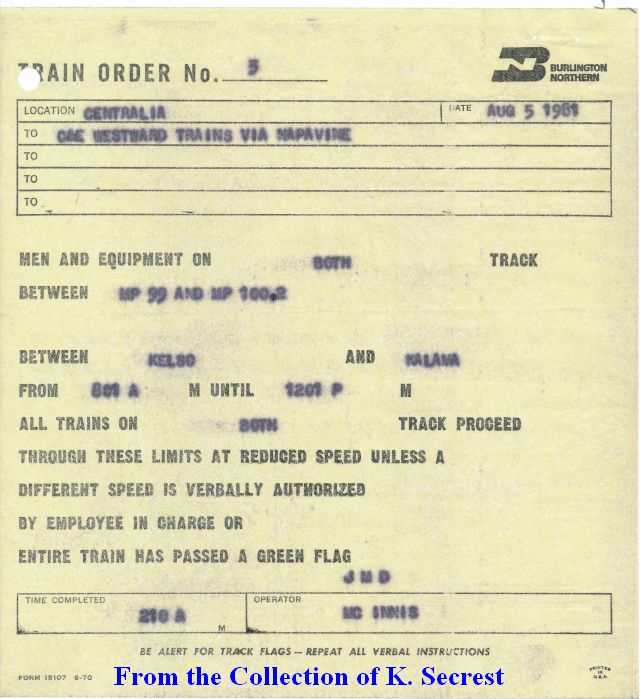 TRAIN ORDER No. 3
BURLINGTON
NORTHERN
LOCATION CENTRALIA DATE AUG 5 1981
TO C&E WESTWARD TRAINS VIA NAPAVINE
TO
TO
TO
MEN AND EQUIPMENT ON BOTH TRACK
BETWEEN MP 99 AND MP 100.2
BETWEEN KELSO AND KALAMA
FROM 801 A M UNTIL 1201 P M
ALL TRAINS ON BOTH TRACK PROCEED
THROUGH THESE LIMITS AT REDUCED SPEED UNLESS A
DIFFERENT SPEED IS VERBALLY AUTHORIZED
BY EMPLOYEE IN CHARGE OR
ENTIRE TRAIN HAS PASSED A GREEN FLAG
J M D
TIME COMPLETED 210 A M OPERATOR MC INNIS
BE ALERT FOR TRACK FLAGS — REPEAT ALL VERBAL INSTRUCTIONS
FORM 15107 6-70
PRINTED
IN
U.S.A.
From the Collection of K. Secrest